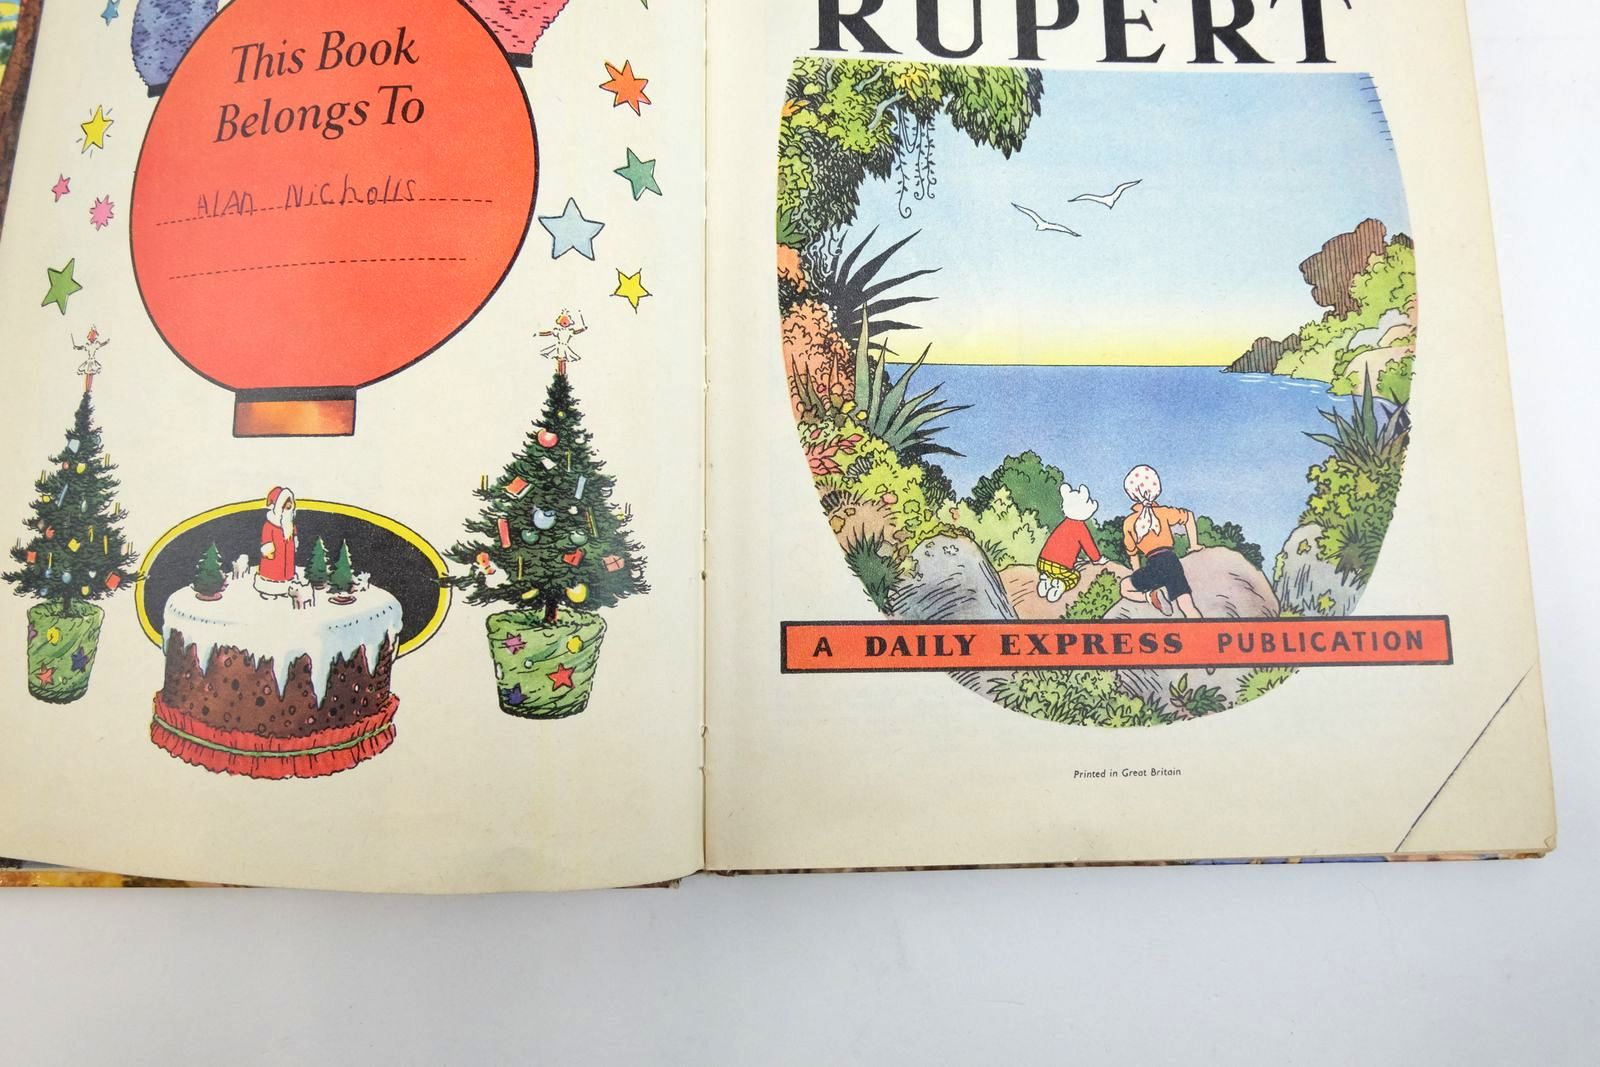 This Book
Belongs To
AlAn Nicholls
RUPERT
A DAILY EXPRESS PUBLICATION
Printed in Great Britain